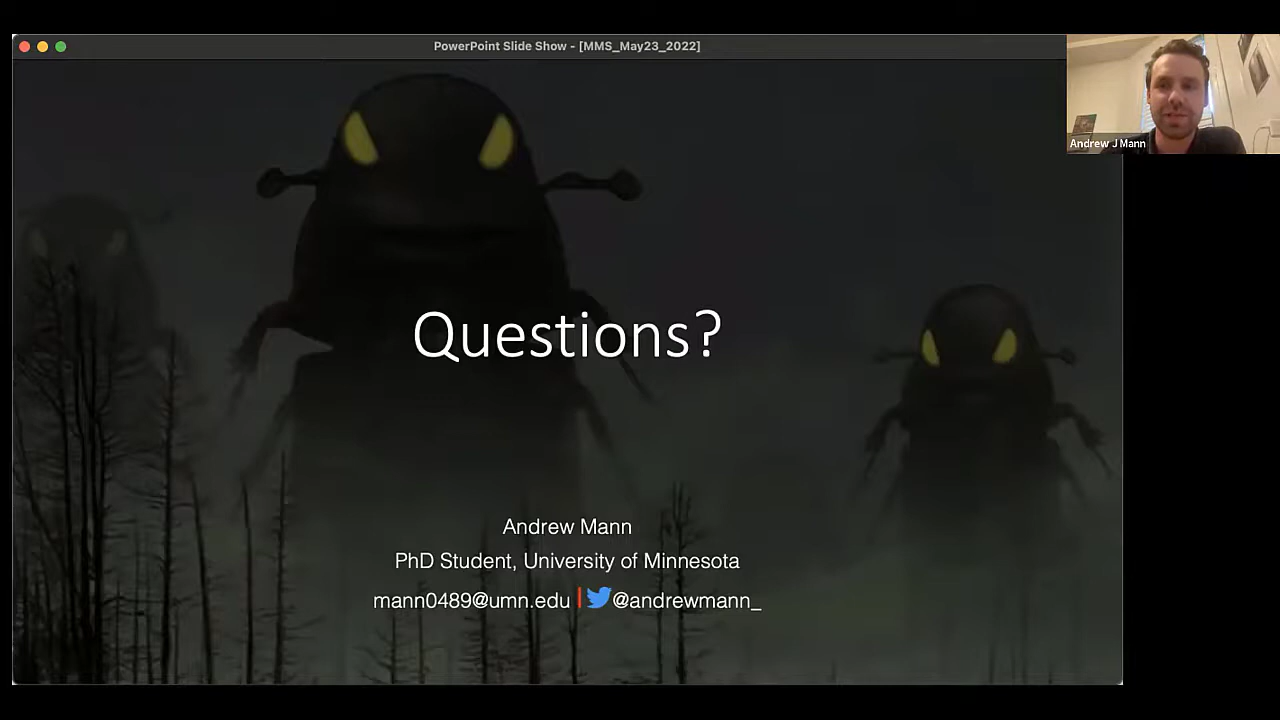 PowerPoint Slide Show - [MMS_May23_2022]
Andrew J Mann
Questions?
Andrew Mann
PhD Student, University of Minnesota
mann0489@umn.edu | @andrewmann_